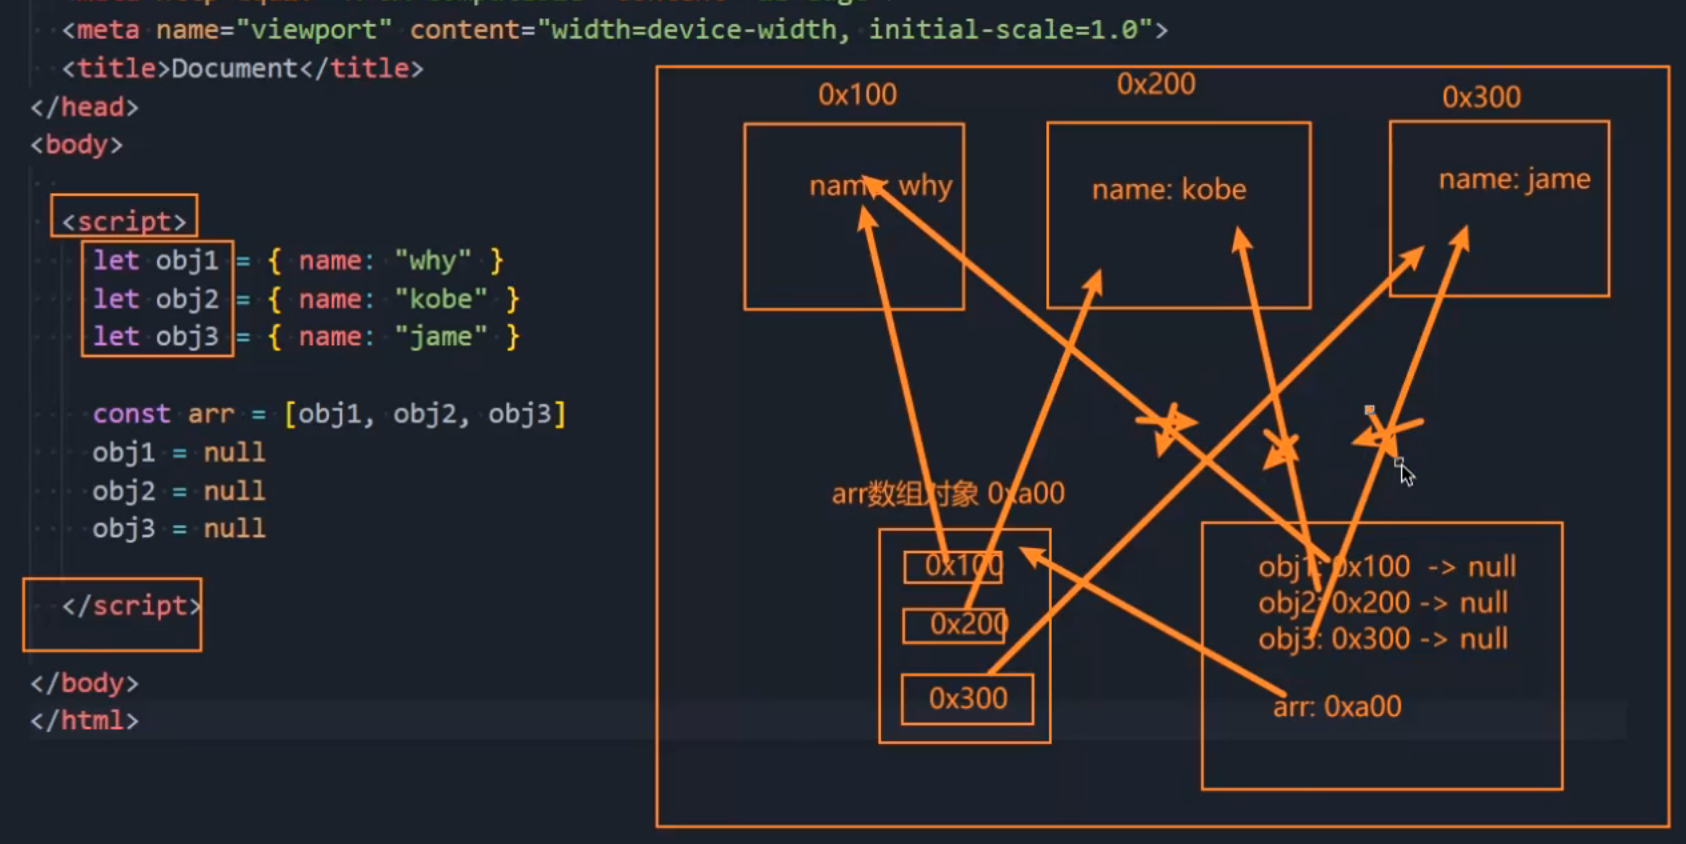 <meta name="viewport" content="width=device-width, initial-scale=1.0">
<title>Document</title>
</head>
<body>
<script>
let obj1 = { name: "why" }
let obj2 = { name: "kobe" }
let obj3 = { name: "jame" }
const arr = [obj1, obj2, obj3]
obj1 = null
obj2 = null
obj3 = null
</script>
</body>
</html>
0x100
0x200
0x300
name: why
name: kobe
name: jame
arr数组对象 0xa00
0x100
0x200
0x300
obj1: 0x100 -> null
obj2: 0x200 -> null
obj3: 0x300 -> null
arr: 0xa00